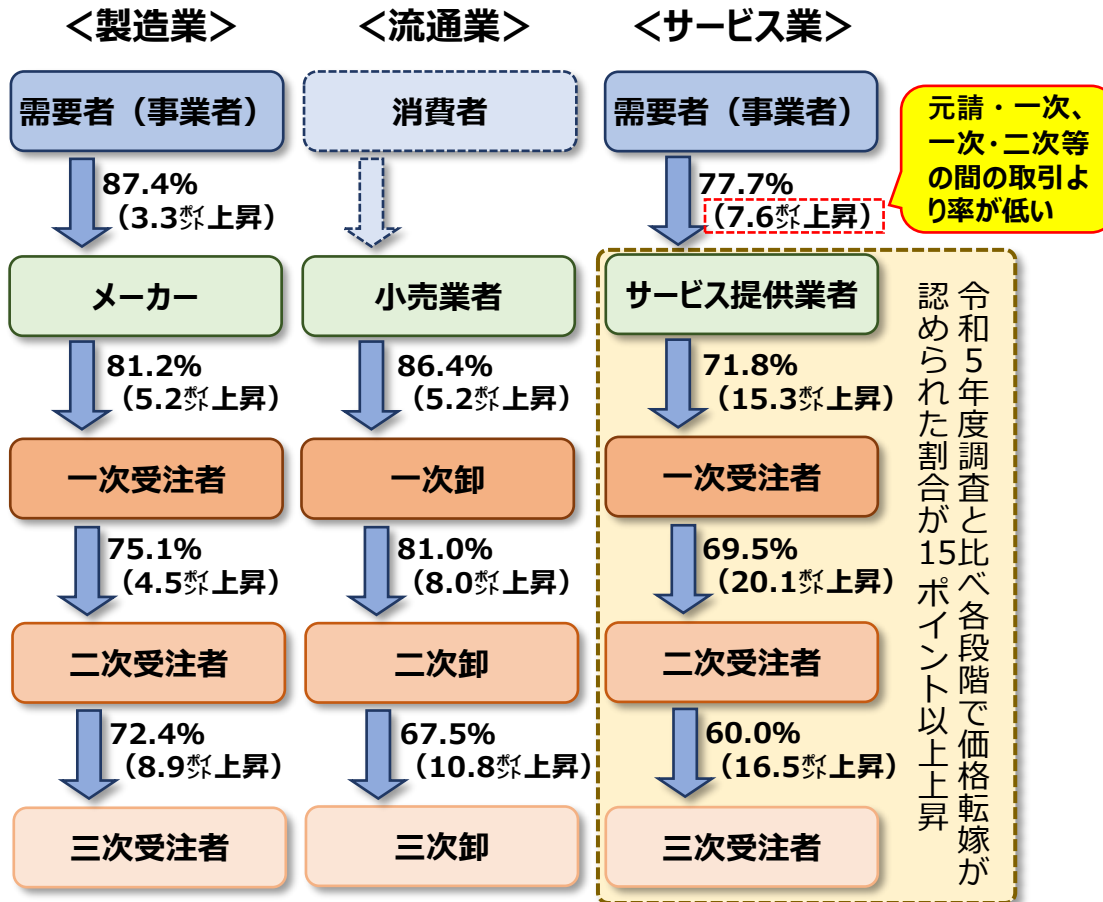 ＜製造業＞
需要者（事業者）
87.4%
（3.3ポイント上昇）
メーカー
81.2%
（5.2ポイント上昇）
一次受注者
75.1%
（4.5ポイント上昇）
二次受注者
72.4%
（8.9ポイント上昇）
三次受注者
＜流通業＞
消費者
小売業者
86.4%
（5.2ポイント上昇）
一次卸
81.0%
（8.0ポイント上昇）
二次卸
67.5%
（10.8ポイント上昇）
三次卸
＜サービス業＞
需要者（事業者）
77.7%
（7.6ポイント上昇）
元請・一次、
一次・二次等
の間の取引よ
り率が低い
サービス提供業者
71.8%
（15.3ポイント上昇）
一次受注者
69.5%
（20.1ポイント上昇）
二次受注者
60.0%
（16.5ポイント上昇）
三次受注者
令和５年度調査と比べ各段階で価格転嫁が
認められた割合が15ポイント以上上昇